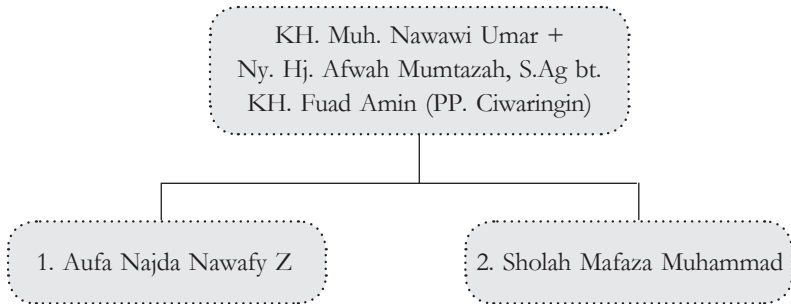 KH. Muh. Nawawi Umar +
Ny. Hj. Afwah Mumtazah, S.Ag bt.
KH. Fuad Amin (PP. Ciwaringin)
1. Aufa Najda Nawafy Z
2. Sholah Mafaza Muhammad